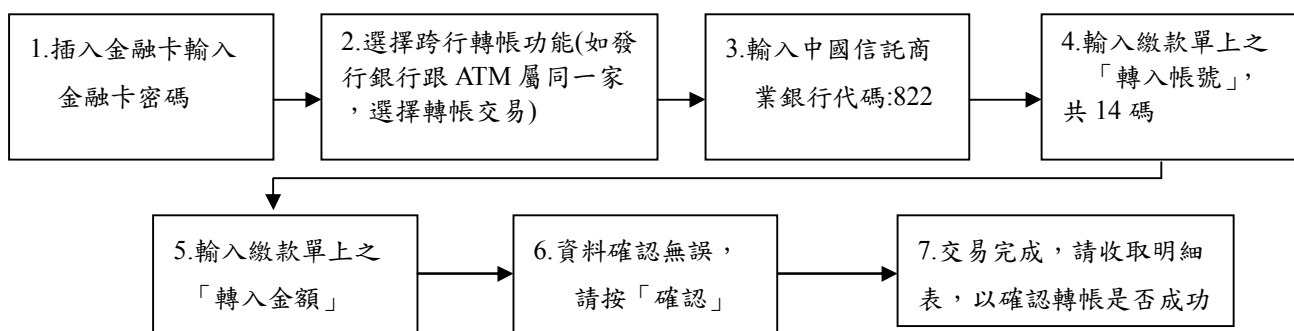 1.插入金融卡輸入
金融卡密碼
2.選擇跨行轉帳功能(如發
行銀行跟 ATM 屬同一家
，選擇轉帳交易)
3.輸入中國信託商
業銀行代碼:822
4.輸入繳款單上之
「轉入帳號」，
共 14 碼
5.輸入繳款單上之
「轉入金額」
6.資料確認無誤，
請按「確認」
7.交易完成，請收取明細
表，以確認轉帳是否成功